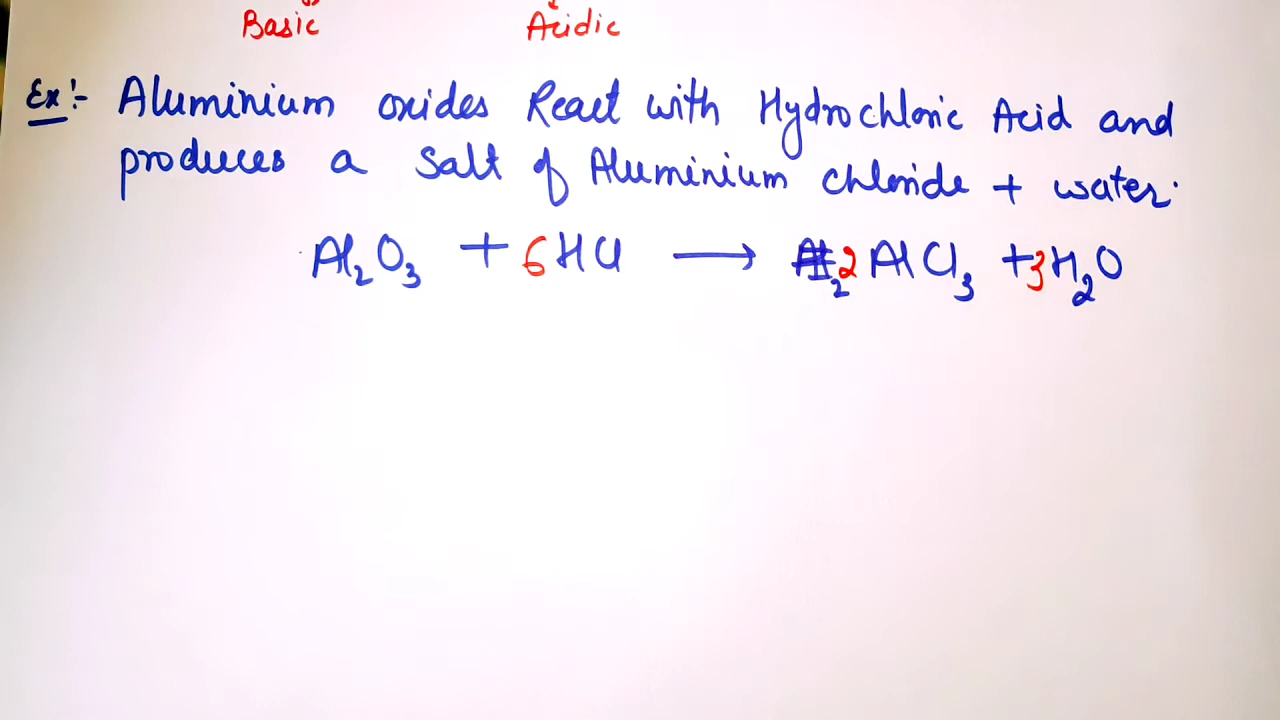 Basic Acidic
Ex:- Aluminium oxides React with Hydrochloric Acid and
produces a salt of Aluminium chloride + water.
Al₂O₃ + 6HCl → 2AlCl₃ + 3H₂O